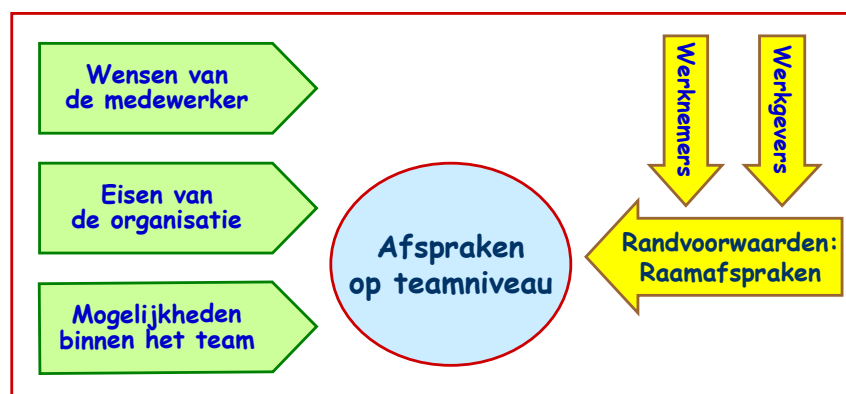 Wensen van
de medewerker
Eisen van
de organisatie
Mogelijkheden
binnen het team
Afspraken
op teamniveau
Werknemers
Werkgevers
Randvoorwaarden:
Raamafspraken